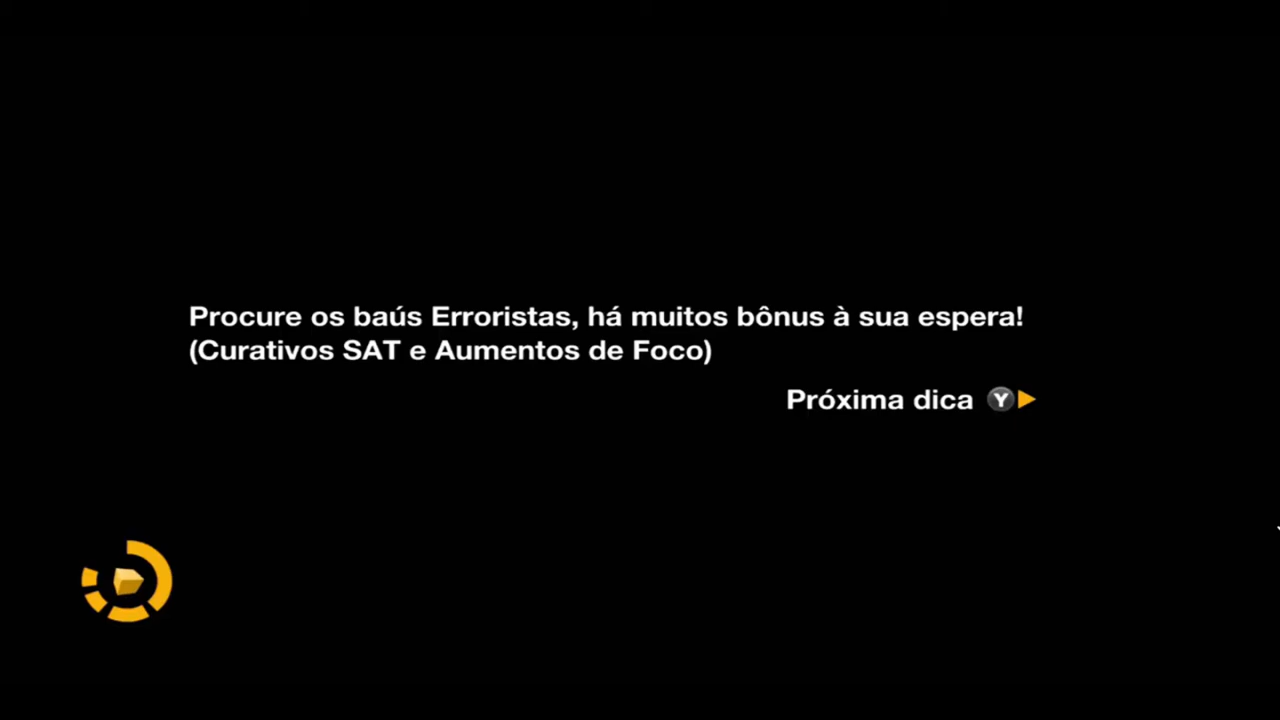 Procure os baús Erroristas, há muitos bônus à sua espera!
(Curativos SAT e Aumentos de Foco)
Próxima dica Y